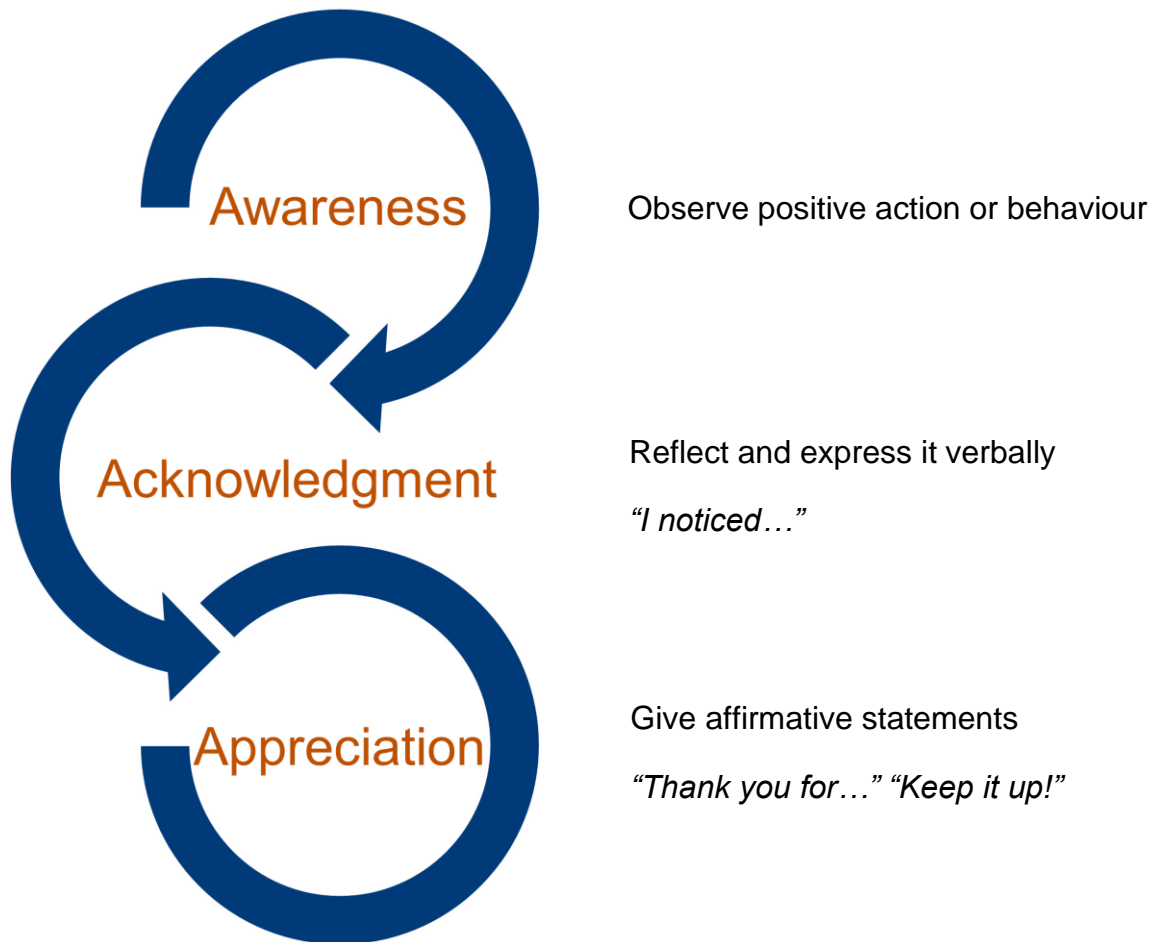 Awareness
Observe positive action or behaviour
Acknowledgment
Reflect and express it verbally
“I noticed…”
Appreciation
Give affirmative statements
“Thank you for…” “Keep it up!”